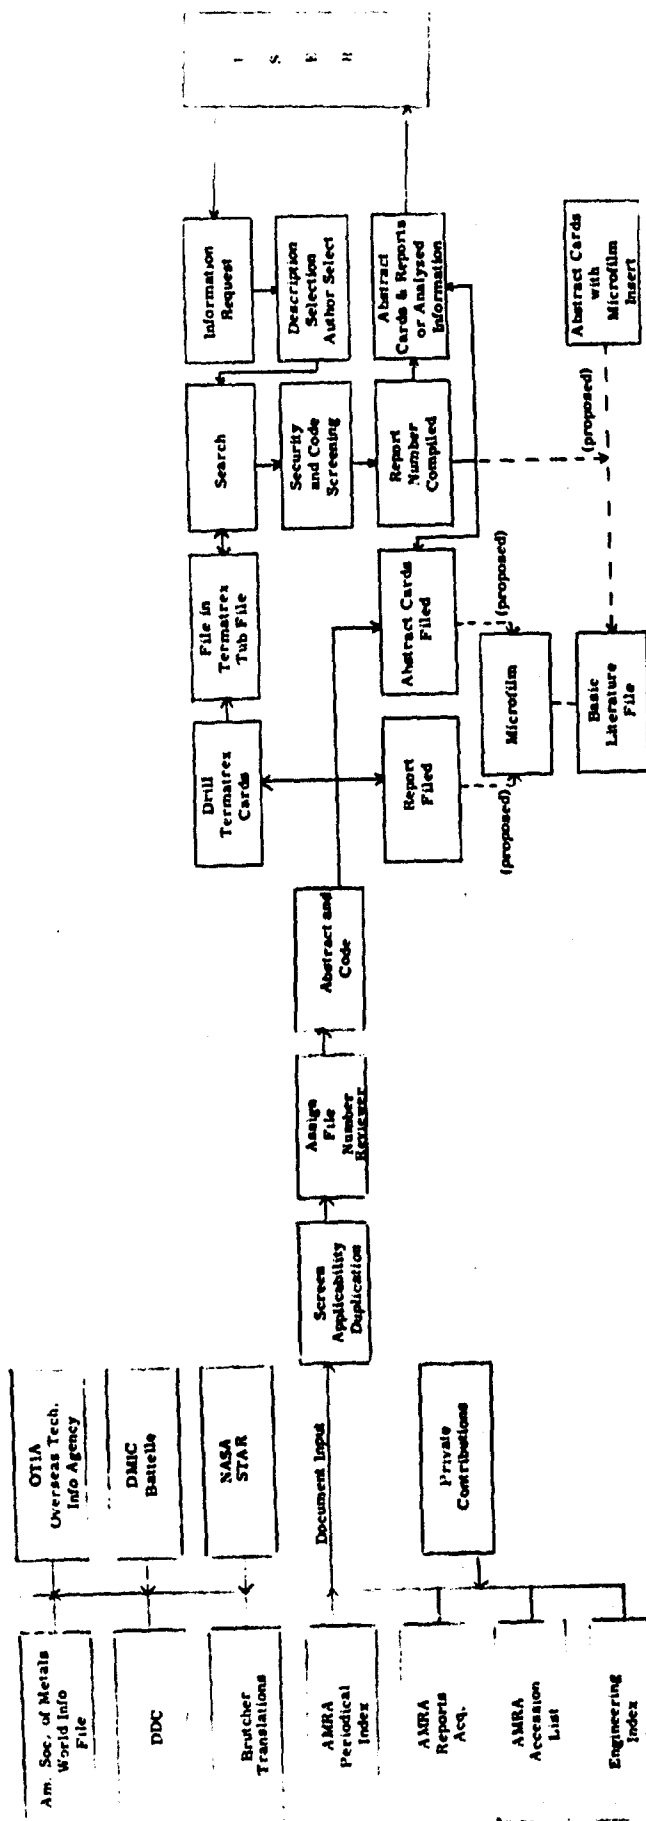 Am. Soc. of Metals
World Info
File
DDC
Brutcher
Translations
AMRA
Periodical
Index
AMRA
Reports
Acq.
AMRA
Accession
List
Engineering
Index
OTIA
Overseas Tech.
Info Agency
DMIC
Battelle
NASA
STAR
Private
Contributions
Document Input
Screen
Applicability
Duplication
Assign
File
Number
Reviewer
Abstract and
Code
Drill
Termatrex
Cards
Report
Filed
(proposed)
File in
Termatrex
Tub File
Abstract Cards
Filed
(proposed)
Microfilm
Basic
Literature
File
Search
Security
and Code
Screening
Report
Number
Compiled
(proposed)
Information
Request
Description
Selection
Author Select
Abstract
Cards & Reports
or Analyzed
Information
Abstract Cards
with
Microfilm
Insert
S
E
R